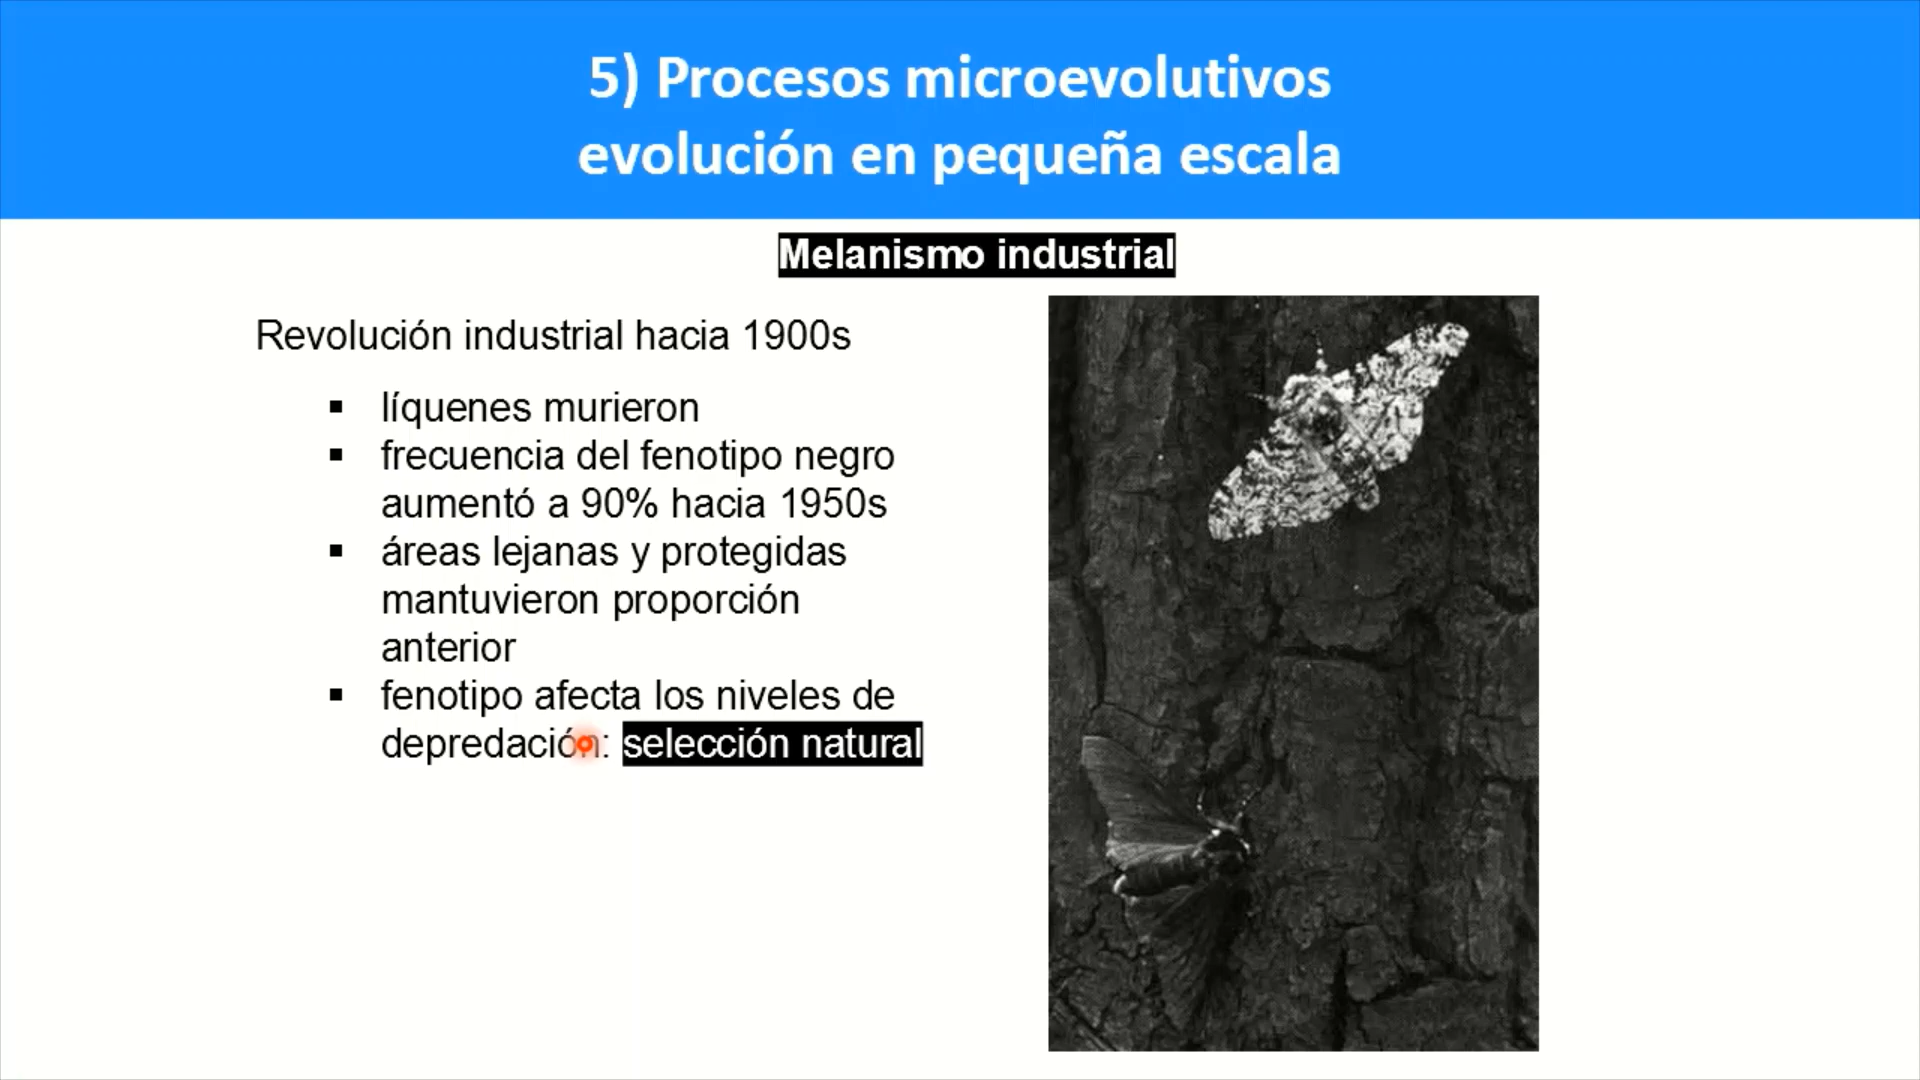 5) Procesos microevolutivos
evolución en pequeña escala
Melanismo industrial
Revolución industrial hacia 1900s
▪ líquenes murieron
▪ frecuencia del fenotipo negro
aumentó a 90% hacia 1950s
▪ áreas lejanas y protegidas
mantuvieron proporción
anterior
▪ fenotipo afecta los niveles de
depredación: selección natural